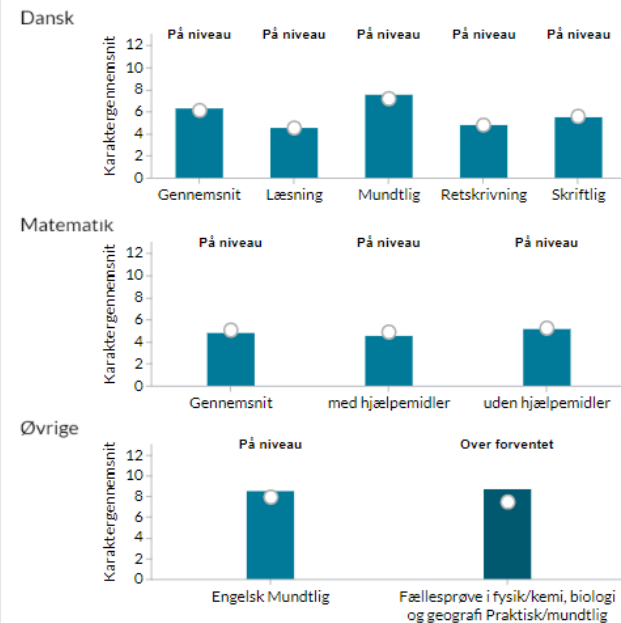 Dansk
På niveau På niveau På niveau På niveau På niveau
Karaktergennemsnit
12
10
8
6
4
2
0
Gennemsnit Læsning Mundtlig Retskrivning Skriftlig
Matematik
På niveau På niveau På niveau
Karaktergennemsnit
12
10
8
6
4
2
0
Gennemsnit med hjælpemidler uden hjælpemidler
Øvrige
På niveau Over forventet
Karaktergennemsnit
12
10
8
6
4
2
0
Engelsk Mundtlig Fællesprøve i fysik/kemi, biologi
og geografi Praktisk/mundtlig